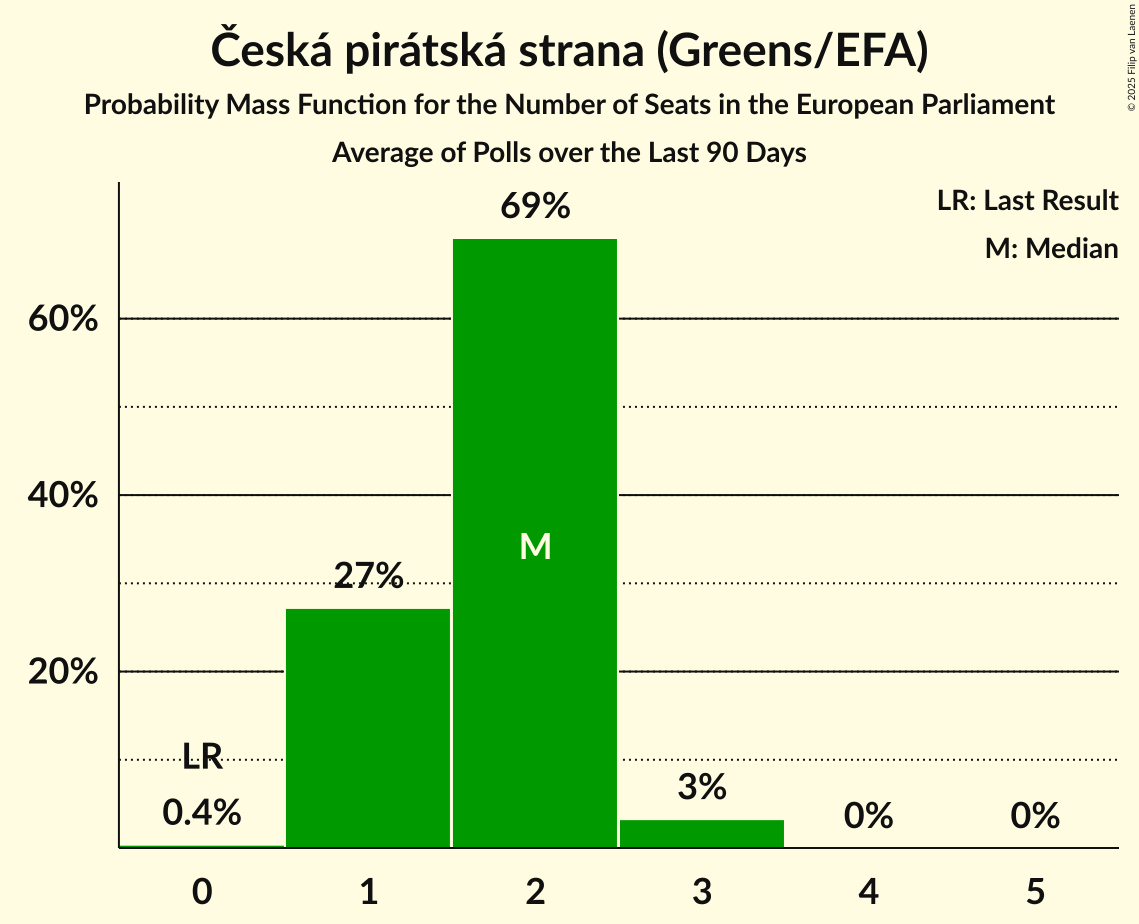 Česká pirátská strana (Greens/EFA)
Probability Mass Function for the Number of Seats in the European Parliament
Average of Polls over the Last 90 Days
© 2025 Filip van Laenen
LR: Last Result
M: Median
69%
60%
40%
M
27%
20%
LR
0.4%
3%
0%
0%
0
1
2
3
4
5